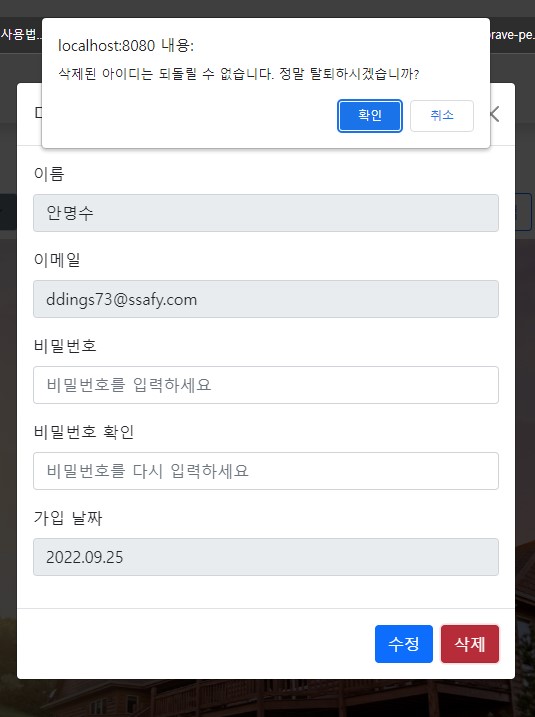 사용법..
rave-pe.
localhost:8080 내용:
삭제된 아이디는 되돌릴 수 없습니다. 정말 탈퇴하시겠습니까?
확인
취소
이름
안명수
이메일
ddings73@ssafy.com
비밀번호
비밀번호를 입력하세요
비밀번호 확인
비밀번호를 다시 입력하세요
가입 날짜
2022.09.25
수정
삭제